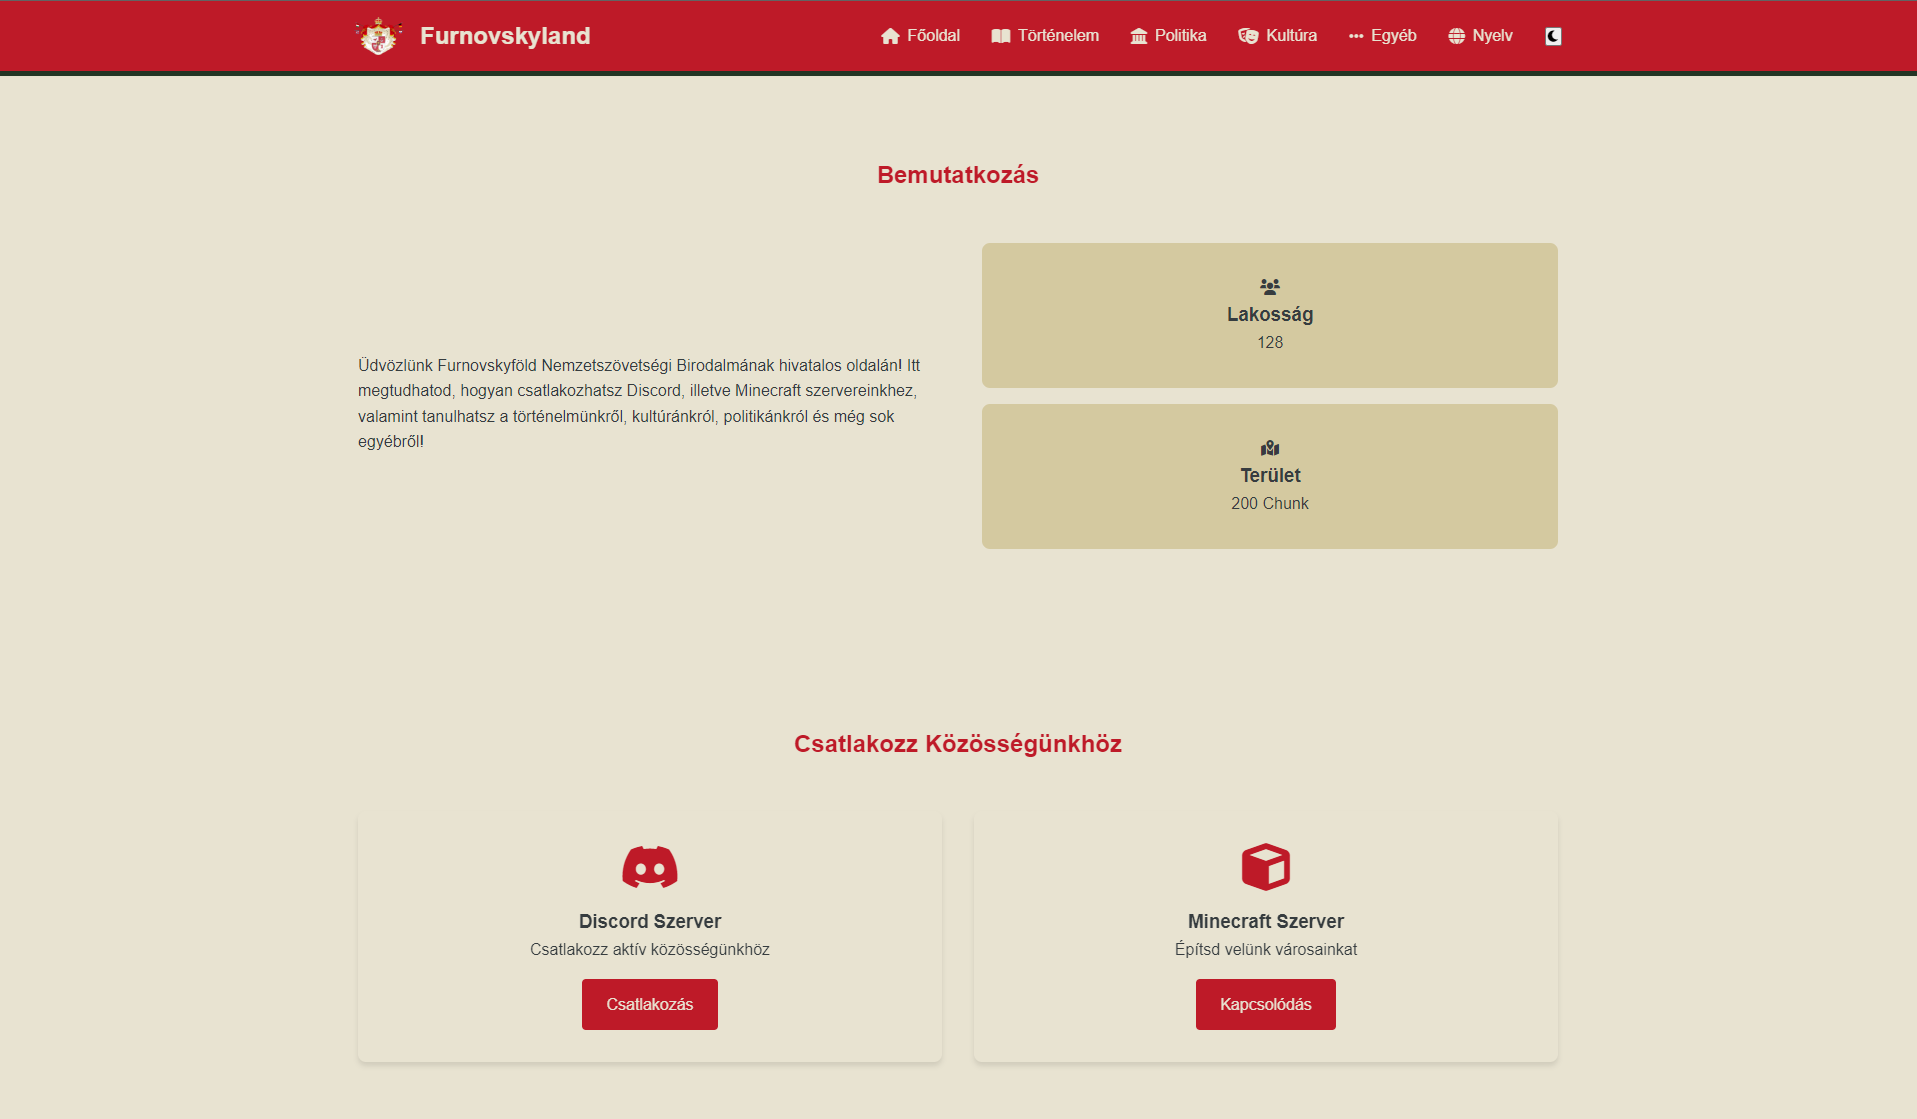 Furnovskyland
Főoldal
Történelem
Politika
Kultúra
Egyéb
Nyelv
Bemutatkozás
Üdvözlünk Furnovskyföld Nemzetszövetségi Birodalmának hivatalos oldalán! Itt
megtudhatod, hogyan csatlakozhatsz Discord, illetve Minecraft szervereinkhez,
valamint tanulhatsz a történelmünkről, kultúránkról, politikánkról és még sok
egyébről!
Lakosság
128
Terület
200 Chunk
Csatlakozz Közösségünkhöz
Discord Szerver
Csatlakozz aktív közösségünkhöz
Csatlakozás
Minecraft Szerver
Építsd velünk városainkat
Kapcsolódás